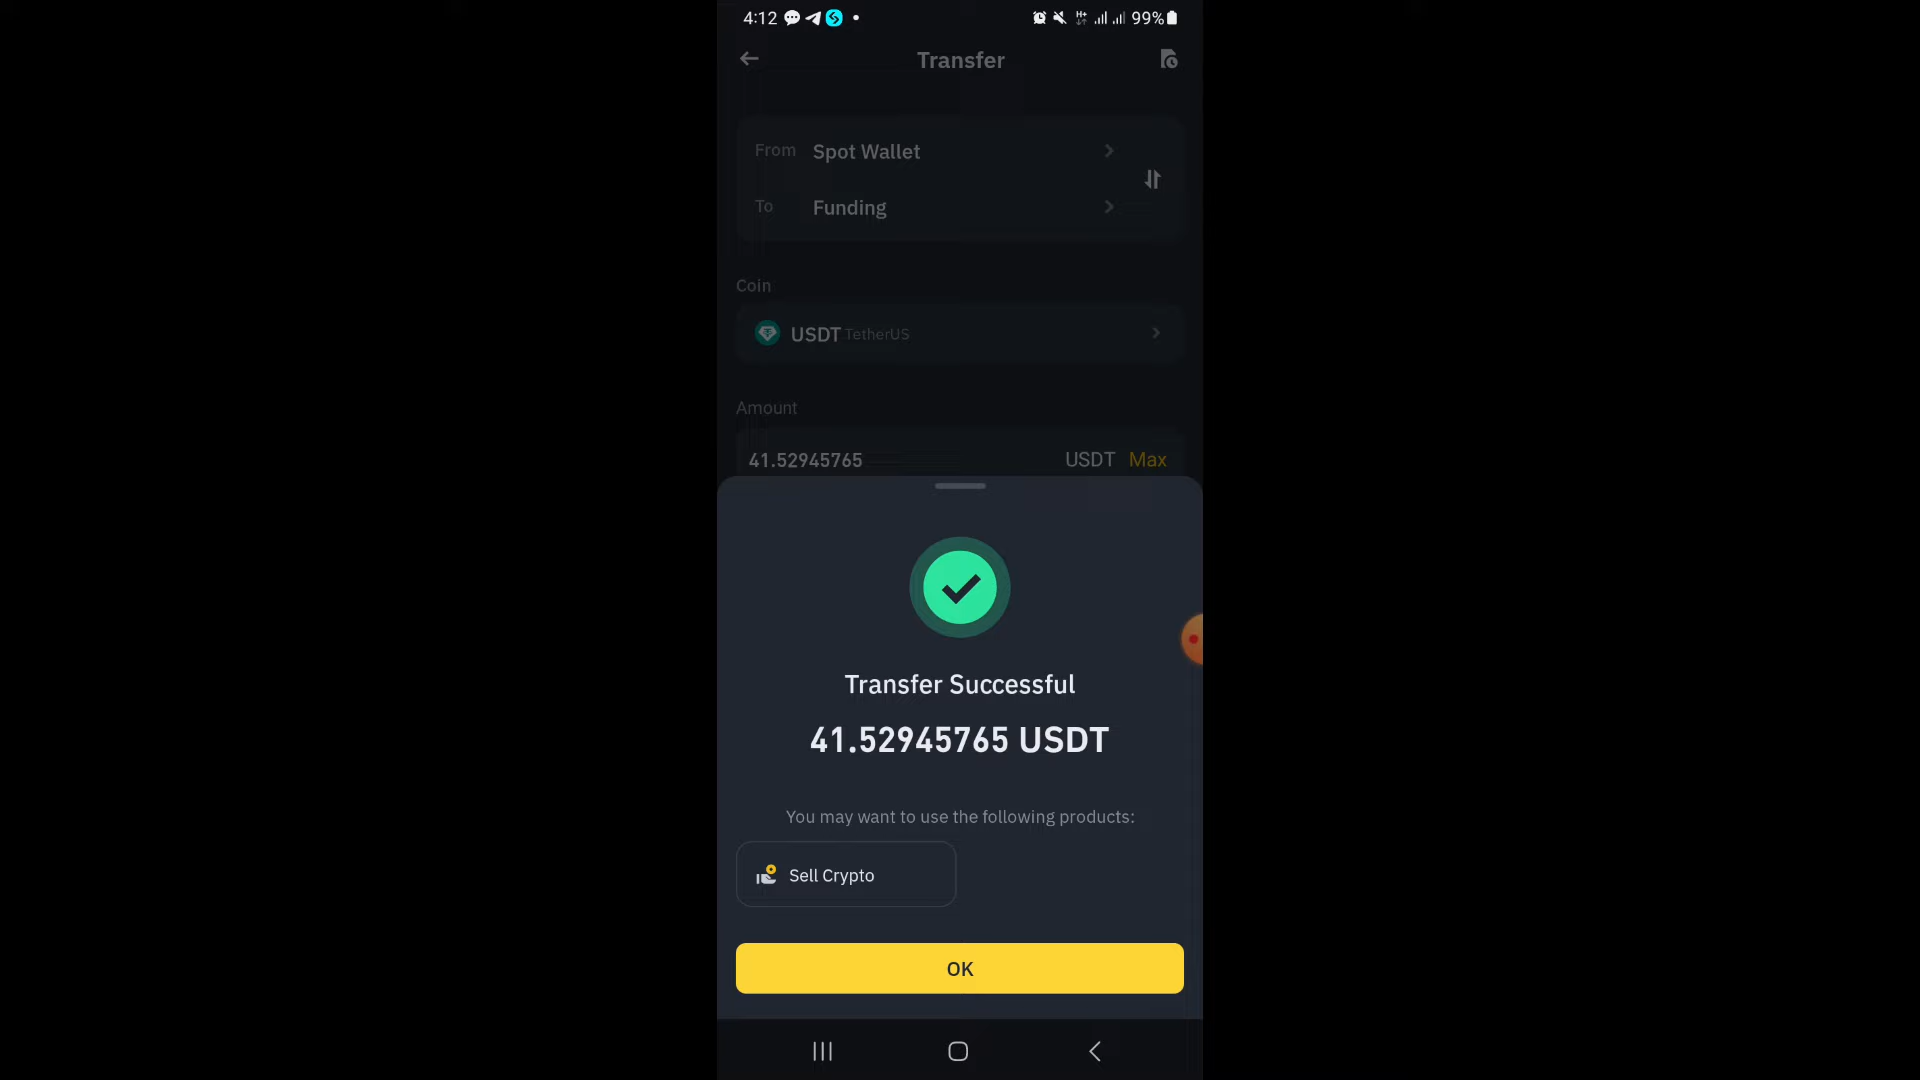 4:12
99%
Transfer
From Spot Wallet
To Funding
Coin
USDT TetherUS
Amount
41.52945765 USDT Max
Transfer Successful
41.52945765 USDT
You may want to use the following products:
Sell Crypto
OK